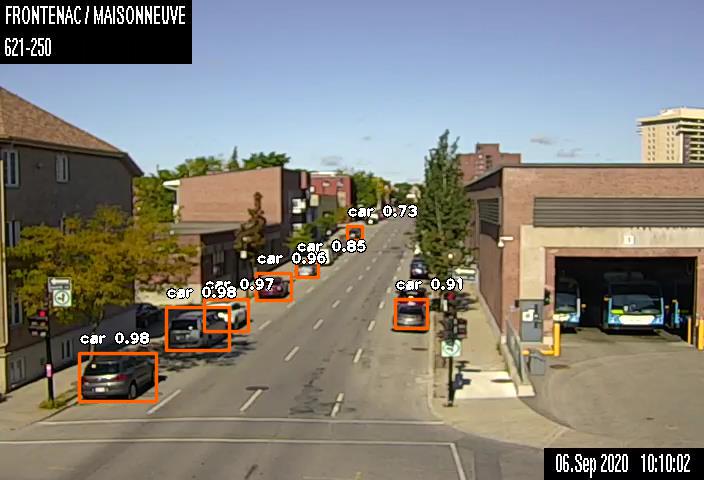 FRONTENAC / MAISONNEUVE
621-250
car 0.73
car 0.85
car 0.96
car 0.97
car 0.91
car 0.98
car 0.98
1
06.Sep 2020 10:10:02